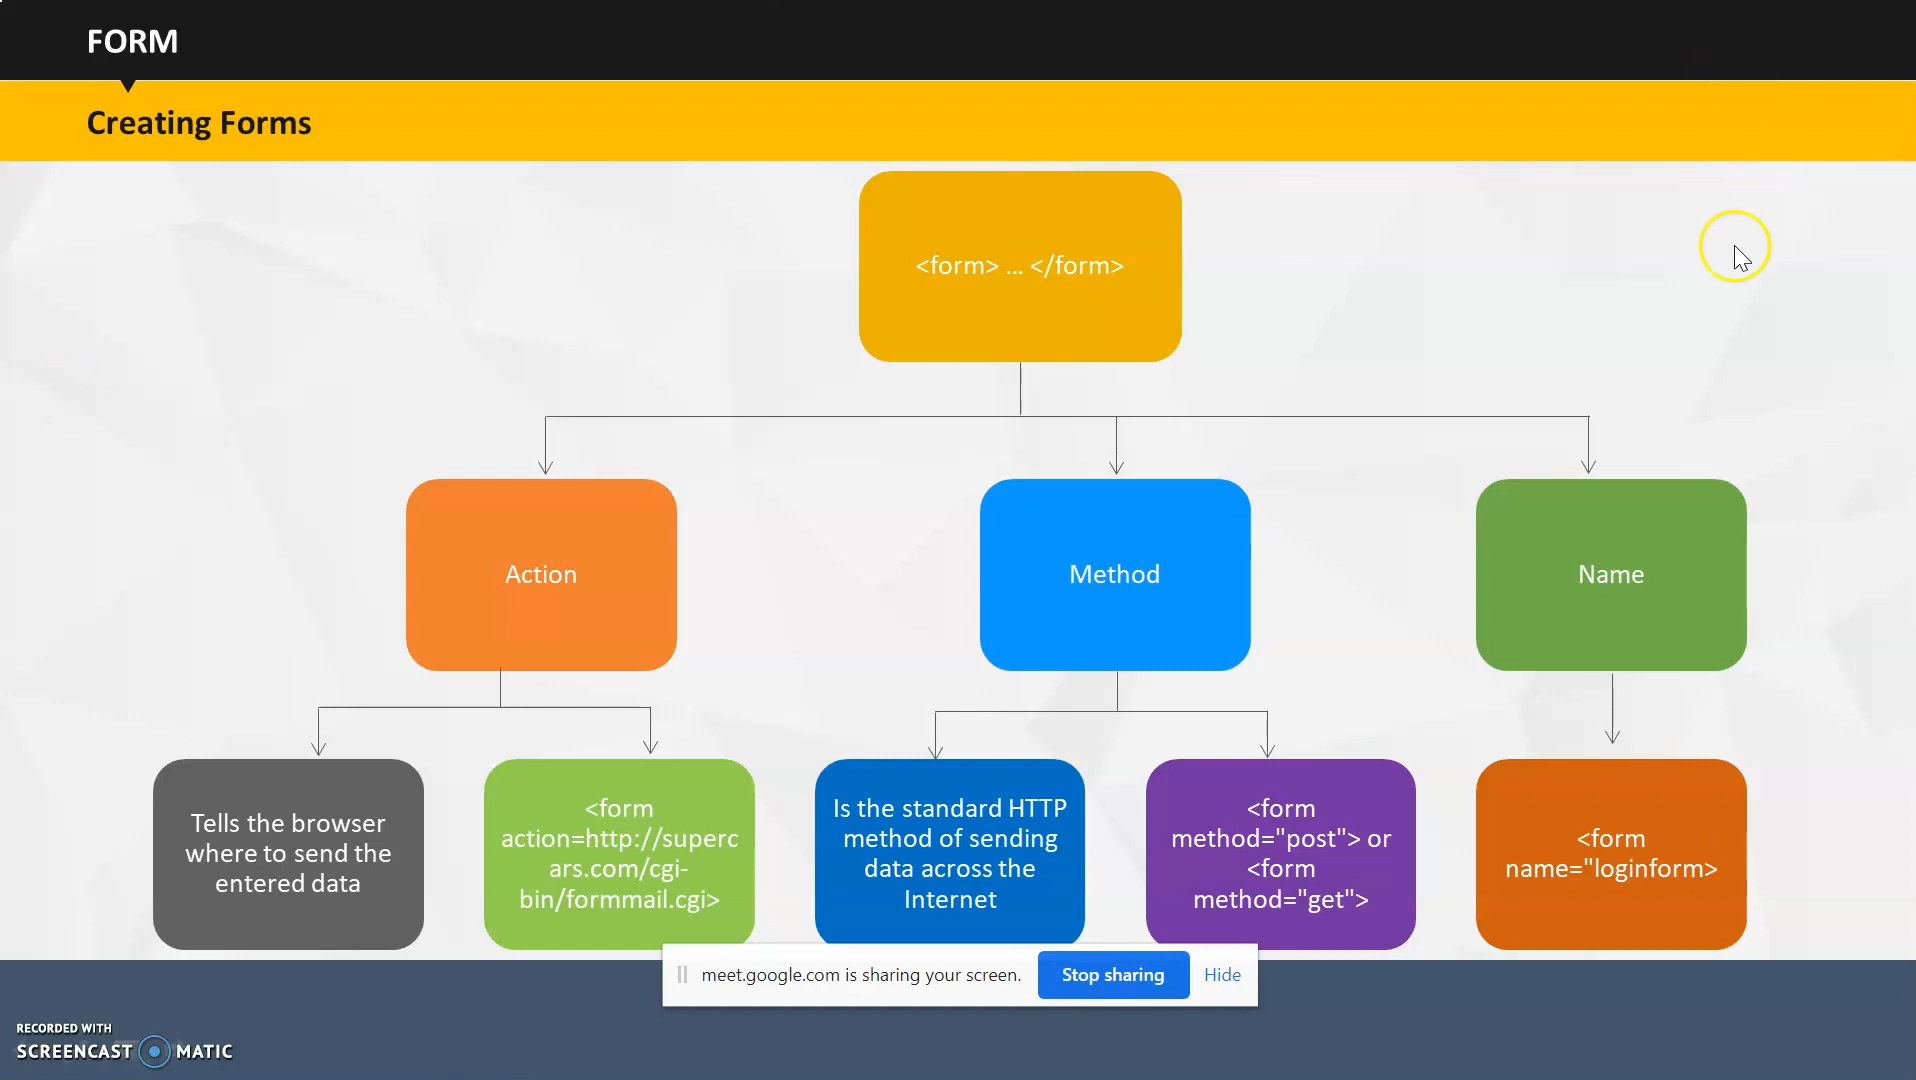 FORM
Creating Forms
<form> ... </form>
Action
Method
Name
Tells the browser
where to send the
entered data
<form
action=http://superc
ars.com/cgi-
bin/formmail.cgi>
Is the standard HTTP
method of sending
data across the
Internet
<form
method="post"> or
<form
method="get">
<form
name="loginform>
meet.google.com is sharing your screen.
Stop sharing
Hide
RECORDED WITH
SCREENCAST MATIC